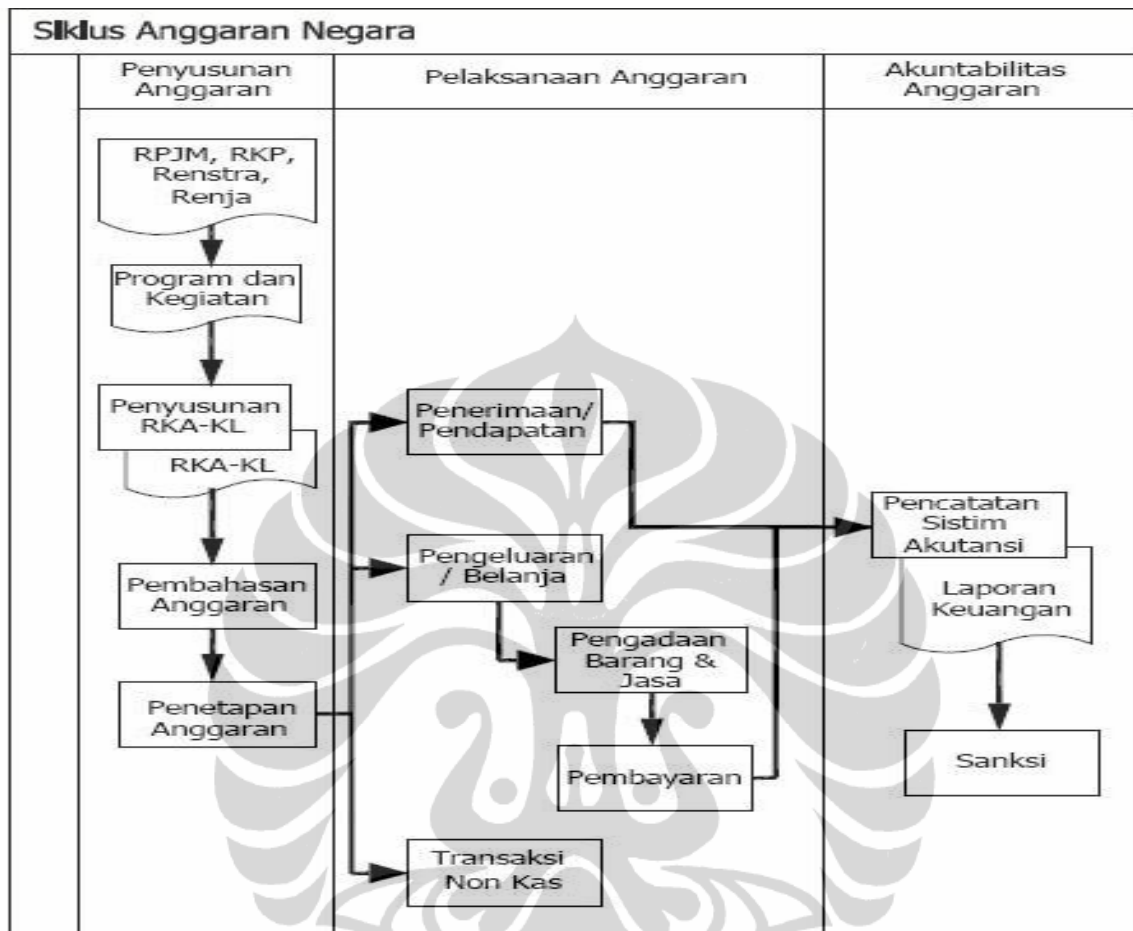 Siklus Anggaran Negara
Penyusunan
Anggaran
Pelaksanaan Anggaran
Akuntabilitas
Anggaran
RPJM, RKP,
Renstra,
Renja
Program dan
Kegiatan
Penyusunan
RKA-KL
RKA-KL
Pembahasan
Anggaran
Penetapan
Anggaran
Penerimaan/
Pendapatan
Pengeluaran
/ Belanja
Pengadaan
Barang &
Jasa
Pembayaran
Transaksi
Non Kas
Pencatatan
Sistim
Akutansi
Laporan
Keuangan
Sanksi